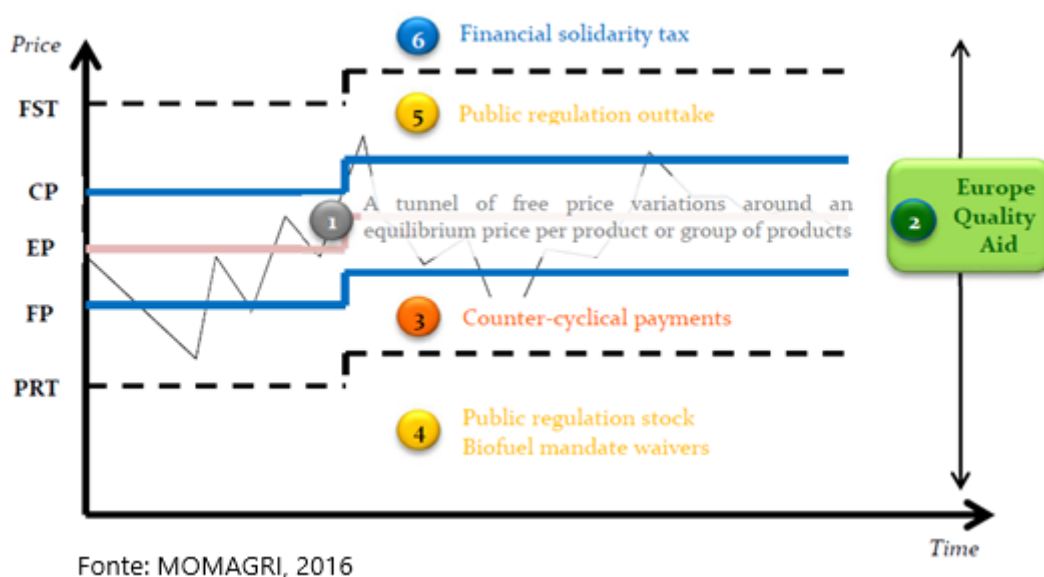 Price
6 Financial solidarity tax
FST
5 Public regulation outtake
CP
1 A tunnel of free price variations around an
equilibrium price per product or group of products
2 Europe
Quality
Aid
EP
FP
3 Counter-cyclical payments
PRT
4 Public regulation stock
Biofuel mandate waivers
Time
Fonte: MOMAGRI, 2016